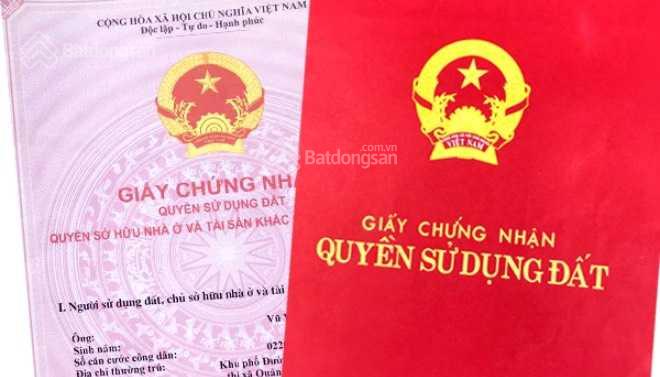 CỘNG HÒA XÃ HỘI CHỦ NGHĨA VIỆT NAM
Độc lập - Tự do - Hạnh phúc
Batdongsan
GIẤY CHỨNG NHẬ
QUYỀN SỬ DỤNG ĐẤT
QUYỀN SỞ HỮU NHÀ Ở VÀ TÀI SẢN KHÁC
I. Người sử dụng đất, chủ sở hữu nhà ở và tài
Vũ
Ông:
Sinh năm:
022
Số căn cước công dân:
Khu phố Đườ
Địa chỉ thường trú:
thị xã Quản
Batdongsan
.com.vn
VIỆT NAM
GIẤY CHỨNG NHẬN
QUYỀN SỬ DỤNG ĐẤT
Batdongsan